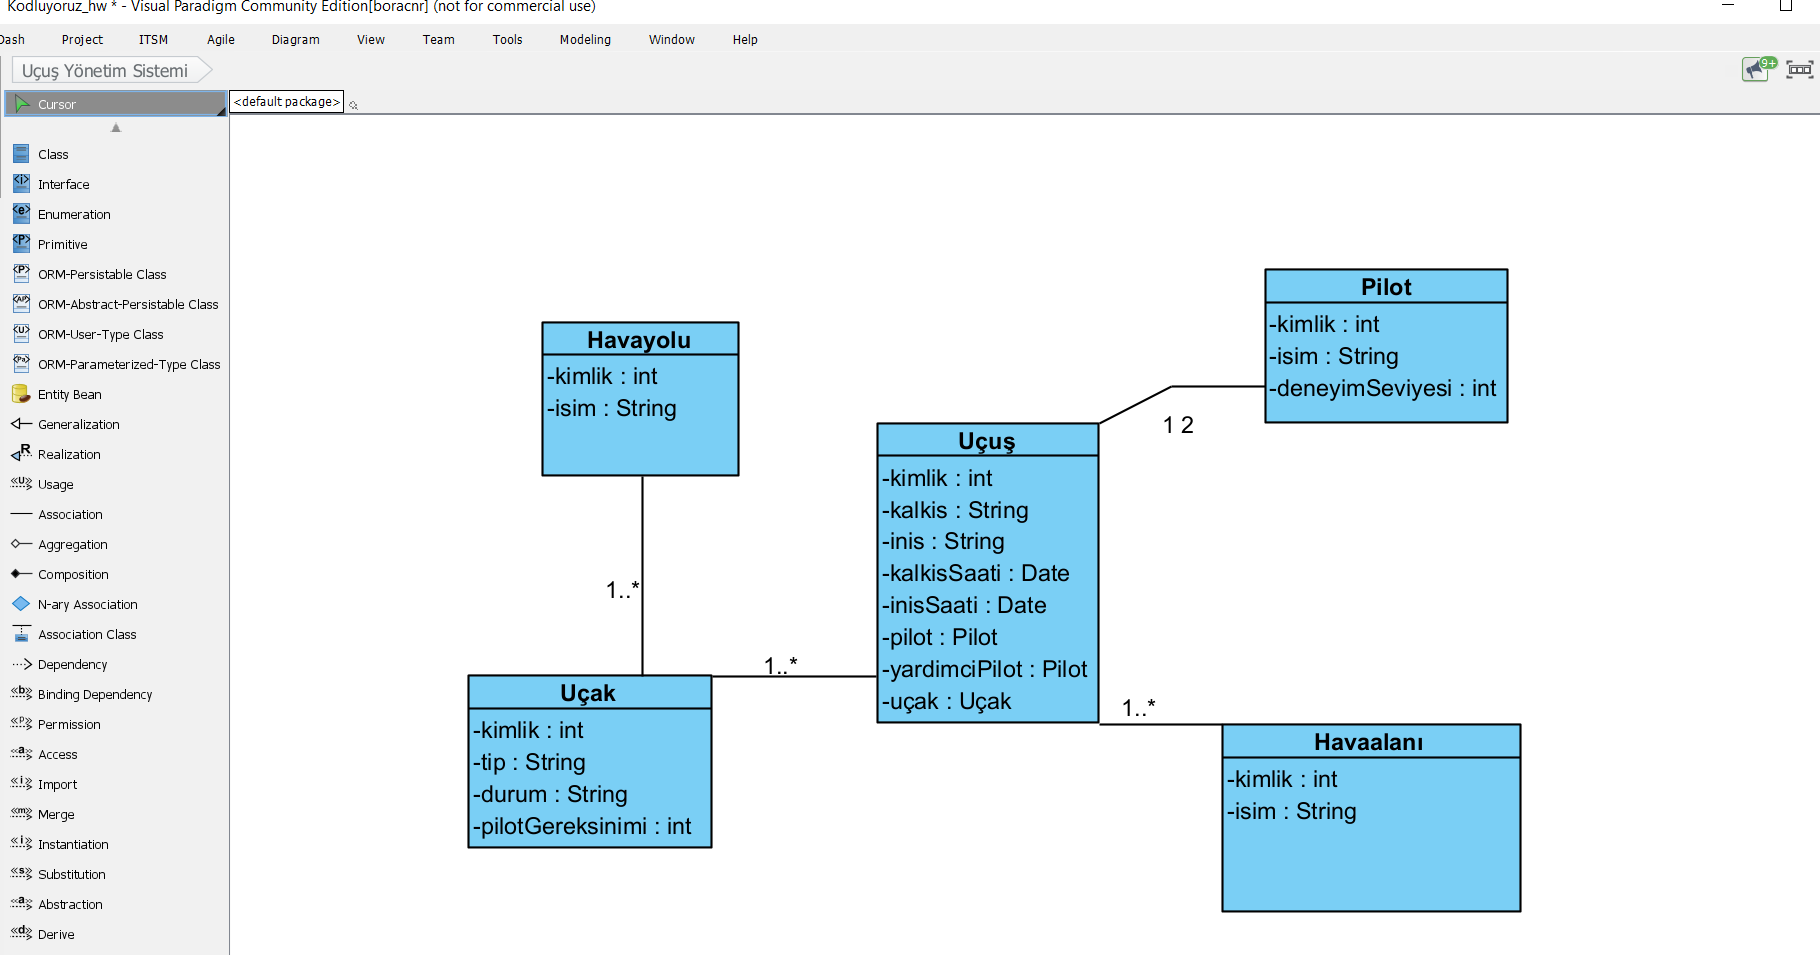 Kodluyoruz_hw * - Visual Paradigm Community Edition[boracnr] (not for commercial use)
Dash Project ITSM Agile Diagram View Team Tools Modeling Window Help
Uçuş Yönetim Sistemi
9+
Cursor
<default package>
Class
Interface
Enumeration
Primitive
ORM-Persistable Class
ORM-Abstract-Persistable Class
ORM-User-Type Class
ORM-Parameterized-Type Class
Entity Bean
Generalization
Realization
Usage
Association
Aggregation
Composition
N-ary Association
Association Class
Dependency
Binding Dependency
Permission
Access
Import
Merge
Instantiation
Substitution
Abstraction
Derive
Havayolu
-kimlik : int
-isim : String
1..*
Uçak
-kimlik : int
-tip : String
-durum : String
-pilotGereksinimi : int
1..*
Uçuş
-kimlik : int
-kalkis : String
-inis : String
-kalkisSaati : Date
-inisSaati : Date
-pilot : Pilot
-yardimciPilot : Pilot
-uçak : Uçak
1 2
Pilot
-kimlik : int
-isim : String
-deneyimSeviyesi : int
1..*
Havaalanı
-kimlik : int
-isim : String